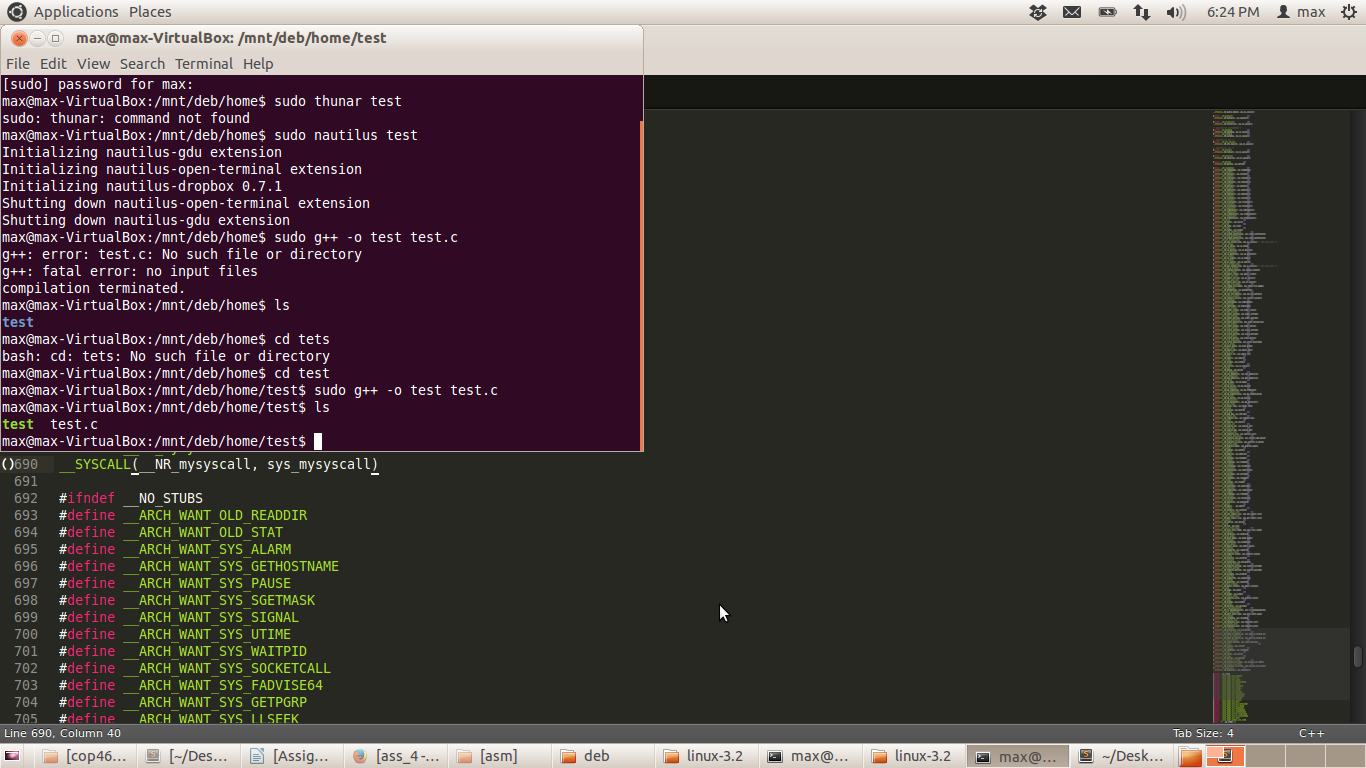 Applications Places
6:24 PM max
max@max-VirtualBox: /mnt/deb/home/test
File Edit View Search Terminal Help
[sudo] password for max:
max@max-VirtualBox:/mnt/deb/home$ sudo thunar test
sudo: thunar: command not found
max@max-VirtualBox:/mnt/deb/home$ sudo nautilus test
Initializing nautilus-gdu extension
Initializing nautilus-open-terminal extension
Initializing nautilus-dropbox 0.7.1
Shutting down nautilus-open-terminal extension
Shutting down nautilus-gdu extension
max@max-VirtualBox:/mnt/deb/home$ sudo g++ -o test test.c
g++: error: test.c: No such file or directory
g++: fatal error: no input files
compilation terminated.
max@max-VirtualBox:/mnt/deb/home$ ls
test
max@max-VirtualBox:/mnt/deb/home$ cd tets
bash: cd: tets: No such file or directory
max@max-VirtualBox:/mnt/deb/home$ cd test
max@max-VirtualBox:/mnt/deb/home/test$ sudo g++ -o test test.c
max@max-VirtualBox:/mnt/deb/home/test$ ls
test  test.c
max@max-VirtualBox:/mnt/deb/home/test$
()690 __SYSCALL(__NR_mysyscall, sys_mysyscall)
691
692 #ifndef __NO_STUBS
693 #define __ARCH_WANT_OLD_READDIR
694 #define __ARCH_WANT_OLD_STAT
695 #define __ARCH_WANT_SYS_ALARM
696 #define __ARCH_WANT_SYS_GETHOSTNAME
697 #define __ARCH_WANT_SYS_PAUSE
698 #define __ARCH_WANT_SYS_SGETMASK
699 #define __ARCH_WANT_SYS_SIGNAL
700 #define __ARCH_WANT_SYS_UTIME
701 #define __ARCH_WANT_SYS_WAITPID
702 #define __ARCH_WANT_SYS_SOCKETCALL
703 #define __ARCH_WANT_SYS_FADVISE64
704 #define __ARCH_WANT_SYS_GETPGRP
705 #define __ARCH_WANT_SYS_LLSEEK
Line 690, Column 40 Tab Size: 4 C++
[cop46... [~/Des... [Assig... [ass_4 -... [asm] deb linux-3.2 max@... linux-3.2 max@... ~/Desk...